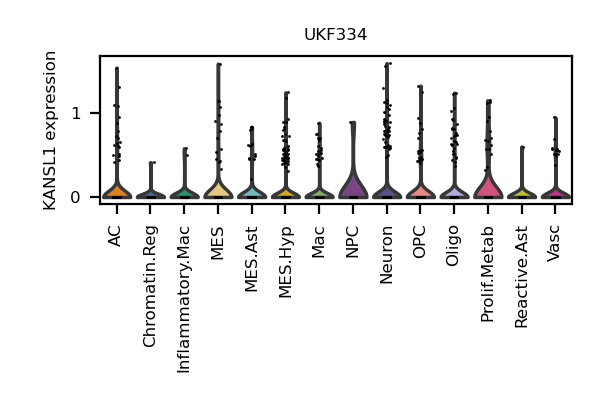 UKF334
KANSL1 expression
1
0
AC
Chromatin.Reg
Inflammatory.Mac
MES
MES.Ast
MES.Hyp
Mac
NPC
Neuron
OPC
Oligo
Prolif.Metab
Reactive.Ast
Vasc